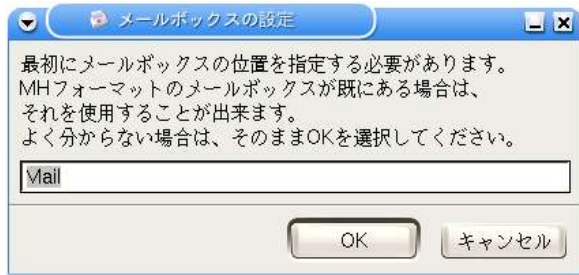 メールボックスの設定
最初にメールボックスの位置を指定する必要があります。
MHフォーマットのメールボックスが既にある場合は、
それを使用することが出来ます。
よく分からない場合は、そのままOKを選択してください。
Mail
OK
キャンセル